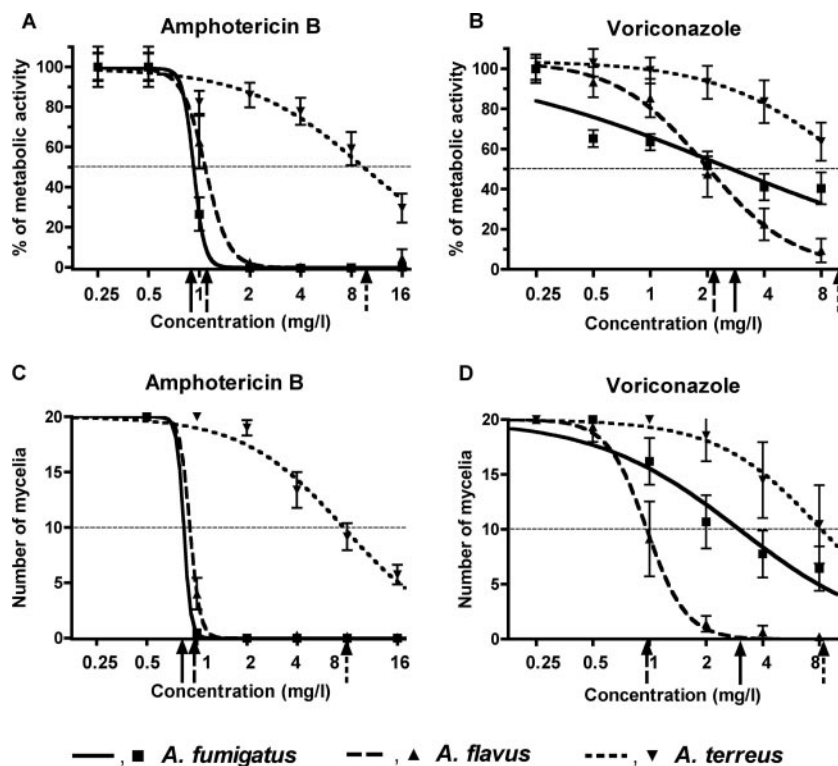 A
Amphotericin B
% of metabolic activity
100
80
60
40
20
0
0.25 0.5 1 2 4 8 16
Concentration (mg/l)
B
Voriconazole
% of metabolic activity
100
80
60
40
20
0
0.25 0.5 1 2 4 8
Concentration (mg/l)
C
Amphotericin B
Number of mycelia
20
15
10
5
0
0.25 0.5 1 2 4 8 16
Concentration (mg/l)
D
Voriconazole
Number of mycelia
20
15
10
5
0
0.25 0.5 1 2 4 8
Concentration (mg/l)
, A. fumigatus , A. flavus , A. terreus